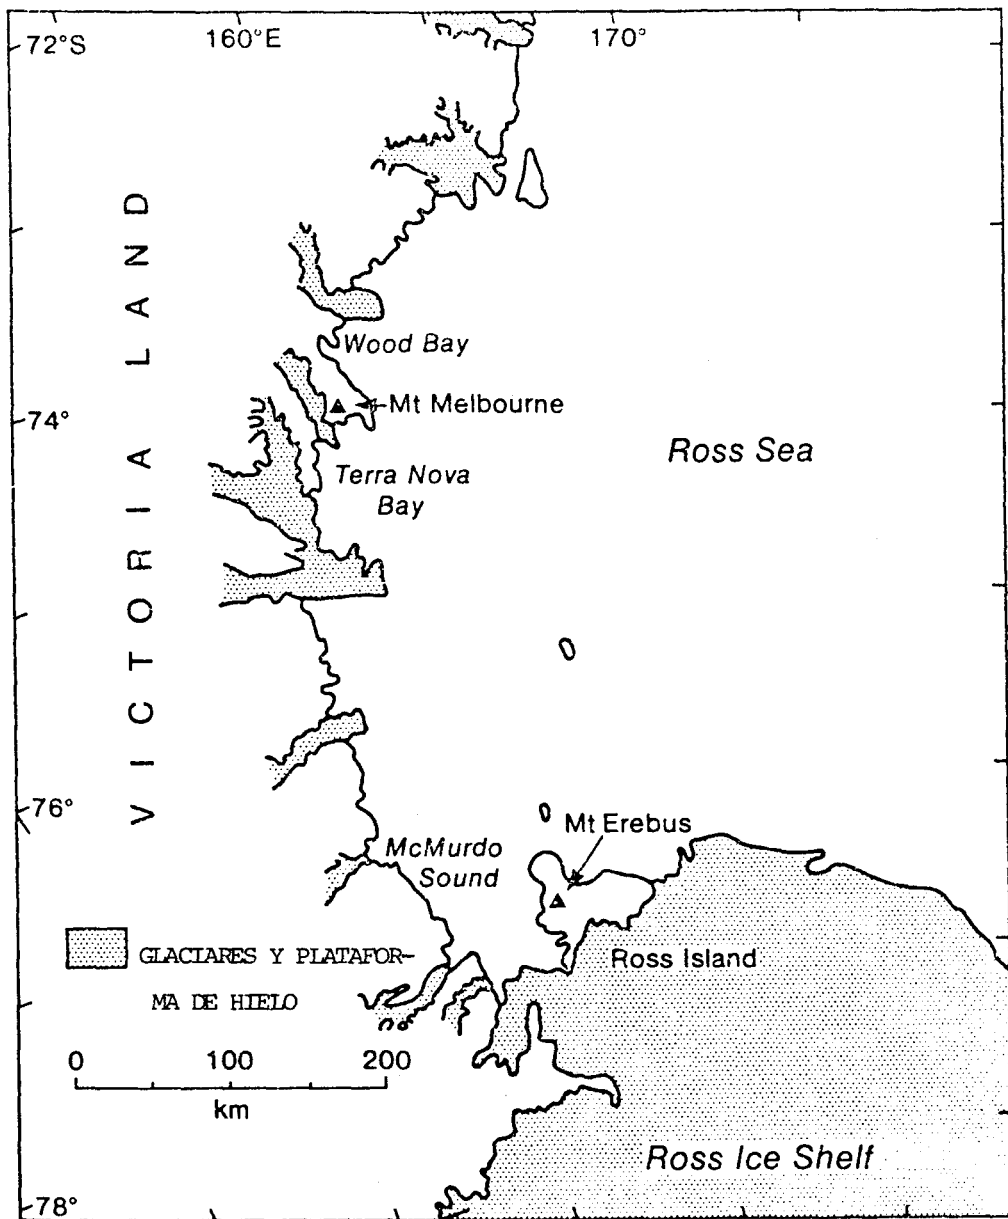 72°S
160°E
170°
VICTORIA LAND
Wood Bay
74°
Mt Melbourne
Ross Sea
Terra Nova
Bay
76°
Mt Erebus
McMurdo
Sound
GLACIARES Y PLATAFOR-
MA DE HIELO
Ross Island
0 100 200
km
Ross Ice Shelf
78°